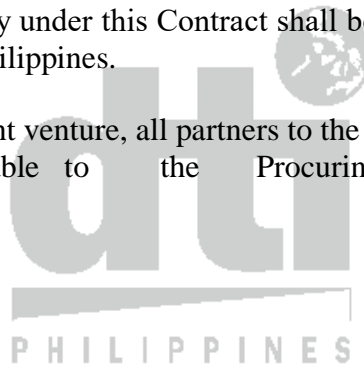 y under this Contract shall be
ilippines.
nt venture, all partners to the
ble to the Procurin
dti
PHILIPPINES